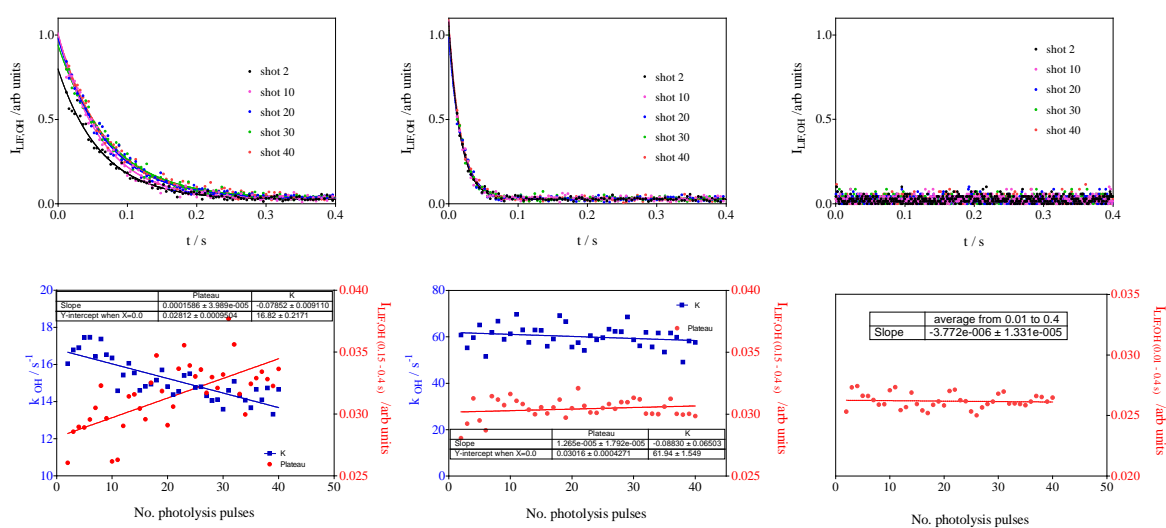 1.0
0.5
0.0
I_LIF,OH /arb units
shot 2
shot 10
shot 20
shot 30
shot 40
0.0 0.1 0.2 0.3 0.4
t / s
1.0
0.5
0.0
I_LIF,OH /arb units
shot 2
shot 10
shot 20
shot 30
shot 40
0.0 0.1 0.2 0.3 0.4
t / s
1.0
0.5
0.0
I_LIF,OH /arb units
shot 2
shot 10
shot 20
shot 30
shot 40
0.0 0.1 0.2 0.3 0.4
t / s
20
18
16
14
12
10
k_OH / s^-1
Plateau K
Slope 0.0001586 ± 3.989e-005 -0.07852 ± 0.009110
Y-intercept when X=0.0 0.02812 ± 0.0009504 16.82 ± 0.2171
K
Plateau
0.040
0.035
0.030
0.025
I_LIF,OH (0.15 - 0.4 s) /arb units
0 10 20 30 40 50
No. photolysis pulses
80
60
40
20
0
k_OH / s^-1
K
Plateau
Plateau K
Slope 1.265e-005 ± 1.792e-005 -0.08830 ± 0.06503
Y-intercept when X=0.0 0.03016 ± 0.0004271 61.94 ± 1.549
0.040
0.035
0.030
0.025
I_LIF,OH (0.15 - 0.4 s) /arb units
0 10 20 30 40 50
No. photolysis pulses
average from 0.01 to 0.4
Slope -3.772e-006 ± 1.331e-005
0.035
0.030
0.025
0.020
I_LIF,OH (0.01 - 0.4 s) /arb units
0 10 20 30 40 50
No. photolysis pulses